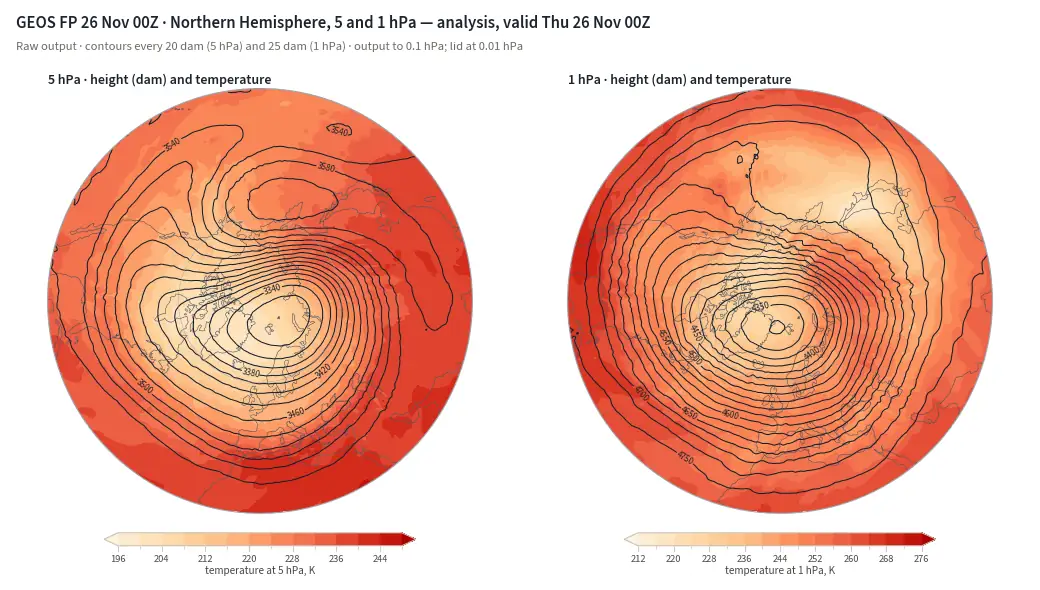 GEOS FP 26 Nov 00Z · Northern Hemisphere, 5 and 1 hPa — analysis, valid Thu 26 Nov 00Z
Raw output · contours every 20 dam (5 hPa) and 25 dam (1 hPa) · output to 0.1 hPa; lid at 0.01 hPa
5 hPa · height (dam) and temperature
3540
3540
3580
3340
3380
3420
3460
3500
196 204 212 220 228 236 244
temperature at 5 hPa, K
1 hPa · height (dam) and temperature
4350
4450
4550
4500
4400
4700
4650
4600
4750
212 220 228 236 244 252 260 268 276
temperature at 1 hPa, K